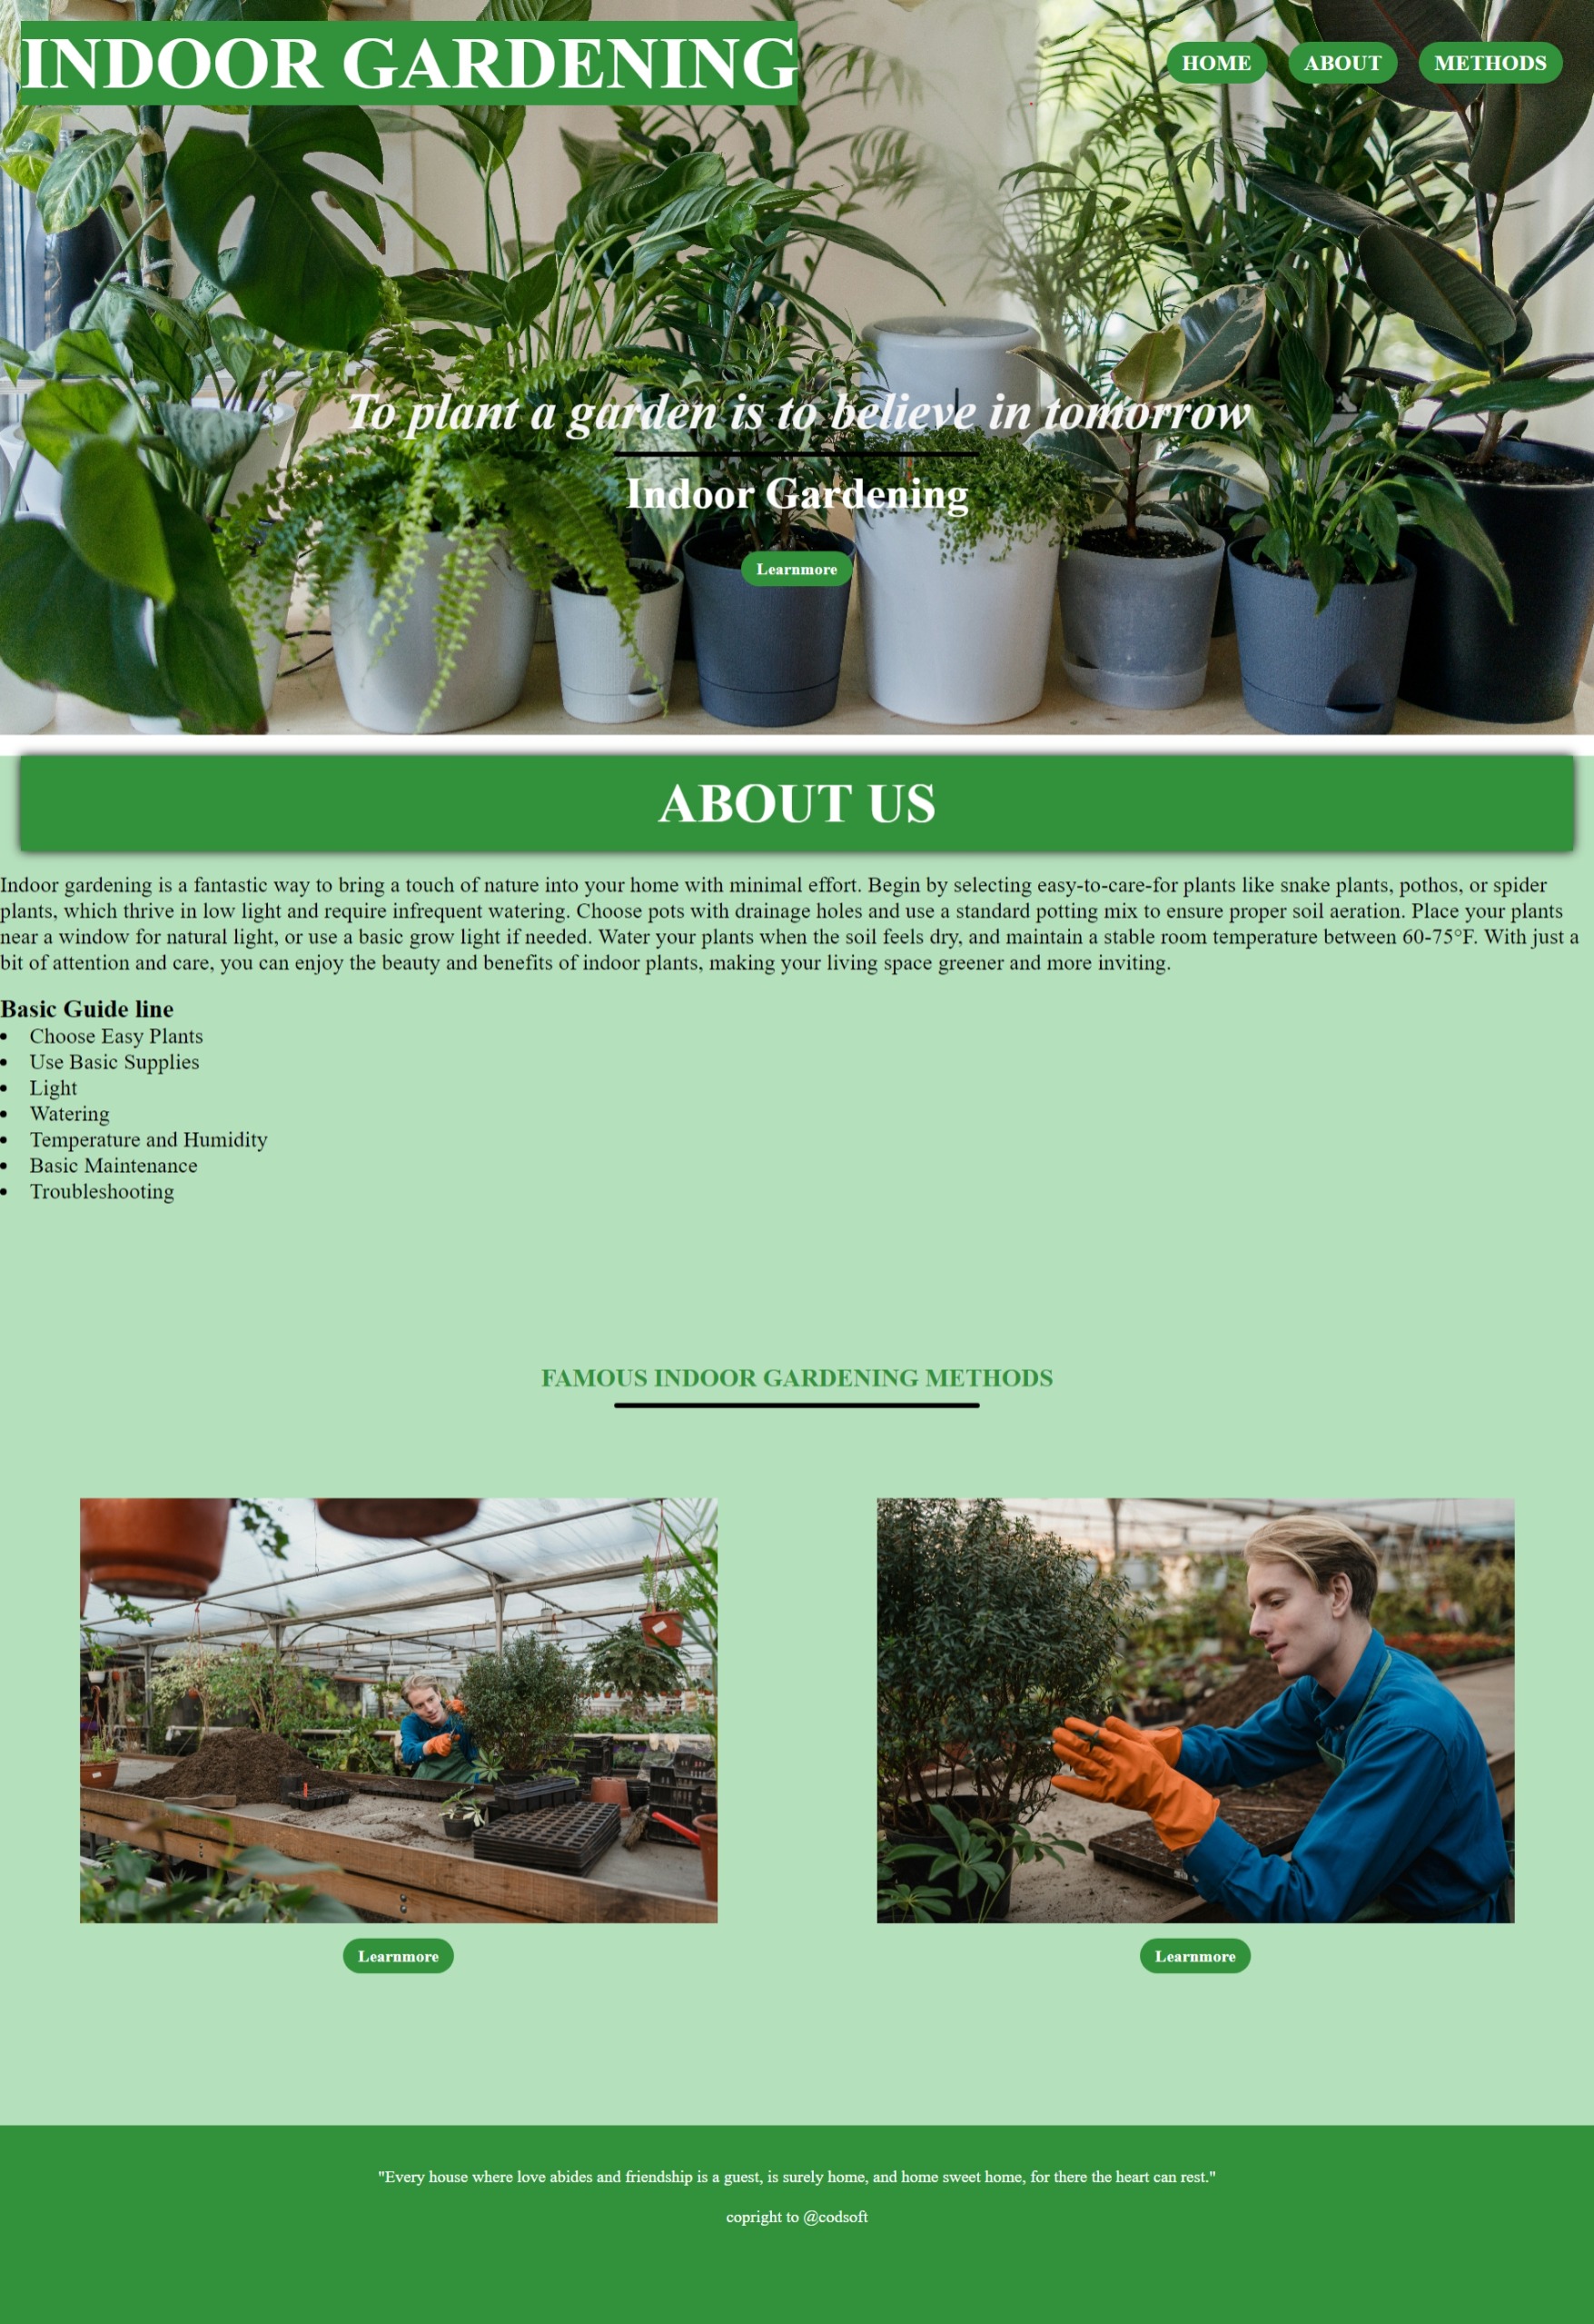 INDOOR GARDENING
HOME
ABOUT
METHODS
To plant a garden is to believe in tomorrow
Indoor Gardening
Learnmore
ABOUT US
Indoor gardening is a fantastic way to bring a touch of nature into your home with minimal effort. Begin by selecting easy-to-care-for plants like snake plants, pothos, or spider
plants, which thrive in low light and require infrequent watering. Choose pots with drainage holes and use a standard potting mix to ensure proper soil aeration. Place your plants
near a window for natural light, or use a basic grow light if needed. Water your plants when the soil feels dry, and maintain a stable room temperature between 60-75°F. With just a
bit of attention and care, you can enjoy the beauty and benefits of indoor plants, making your living space greener and more inviting.
Basic Guide line
• Choose Easy Plants
• Use Basic Supplies
• Light
• Watering
• Temperature and Humidity
• Basic Maintenance
• Troubleshooting
FAMOUS INDOOR GARDENING METHODS
Learnmore
Learnmore
"Every house where love abides and friendship is a guest, is surely home, and home sweet home, for there the heart can rest."
copright to @codsoft